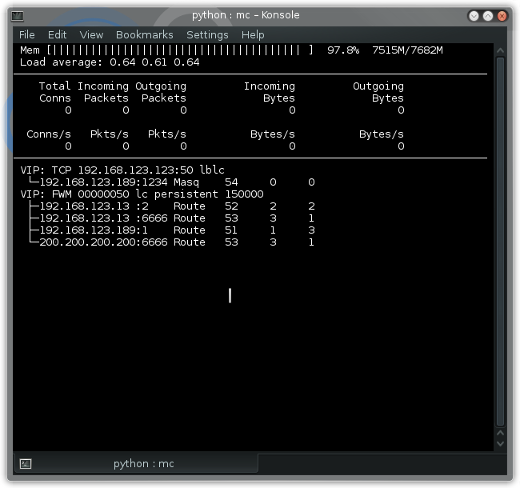 python : mc – Konsole
File Edit View Bookmarks Settings Help
Mem [||||||||||||||||||||||||||||||||||||||| ] 97.8% 7515M/7682M
Load average: 0.64 0.61 0.64
Total Incoming Outgoing Incoming Outgoing
Conns Packets Packets Bytes Bytes
0 0 0 0 0
Conns/s Pkts/s Pkts/s Bytes/s Bytes/s
0 0 0 0 0
VIP: TCP 192.168.123.123:50 lblc
└─192.168.123.189:1234 Masq 54 0 0
VIP: FWM 00000050 lc persistent 150000
├─192.168.123.13 :2 Route 52 2 2
├─192.168.123.13 :6666 Route 53 3 1
├─192.168.123.189:1 Route 51 1 3
└─200.200.200.200:6666 Route 53 3 1
python : mc